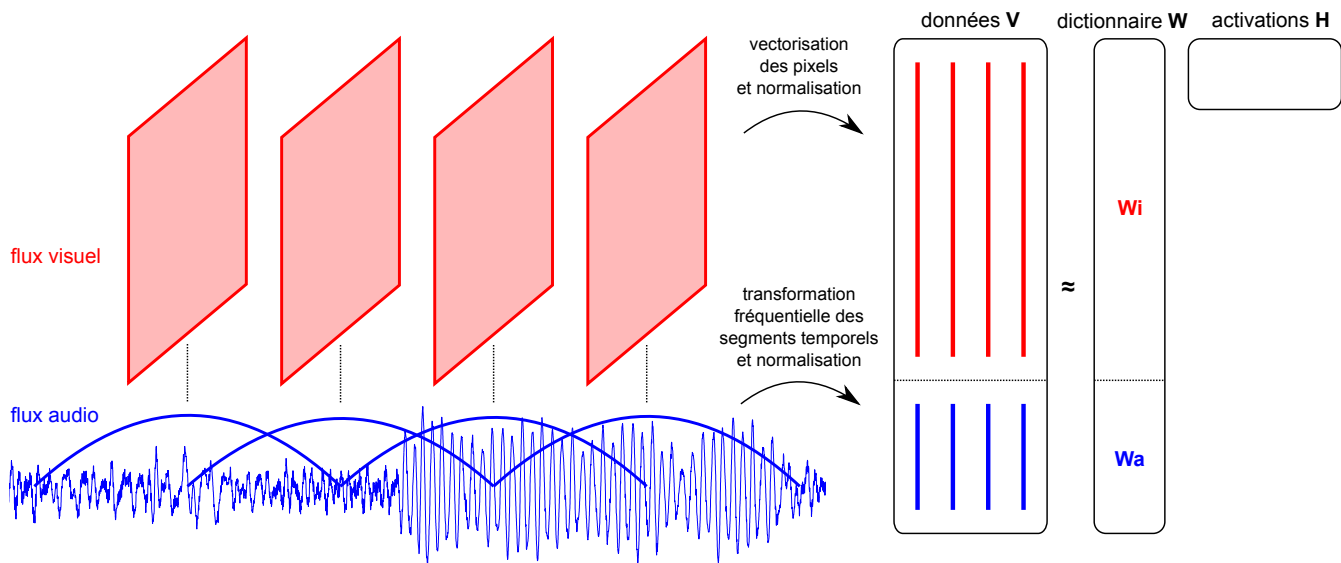 données V
dictionnaire W
activations H
vectorisation
des pixels
et normalisation
flux visuel
Wi
≈
transformation
fréquentielle des
segments temporels
et normalisation
flux audio
Wa